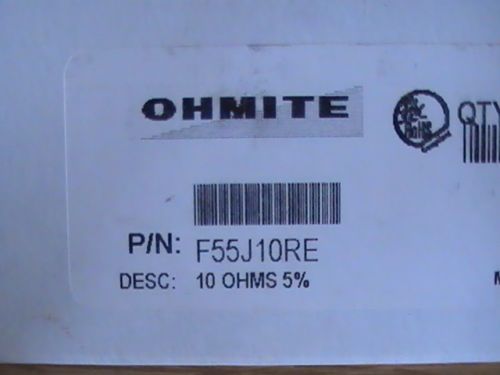 OHMITE
QTY
P/N: F55J10RE
DESC: 10 OHMS 5%
M